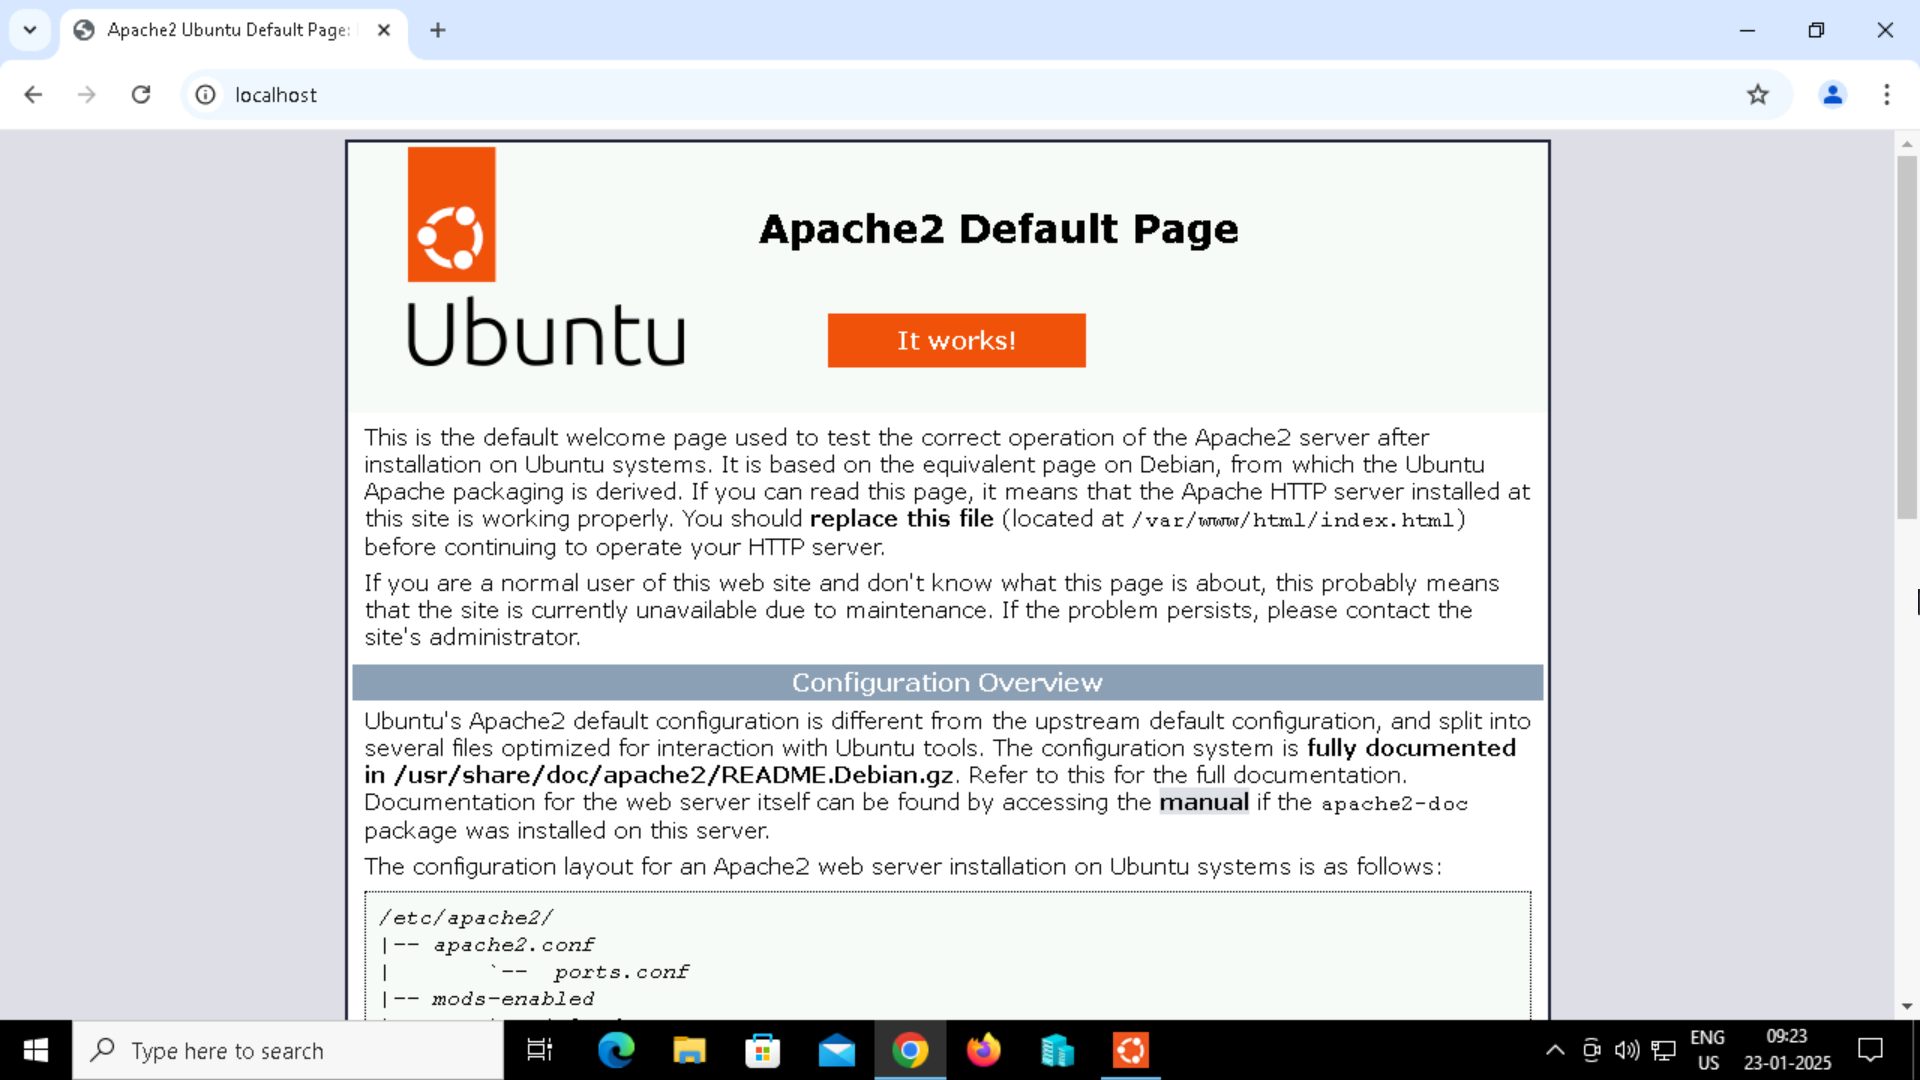 Apache2 Ubuntu Default Page:
localhost
Apache2 Default Page
Ubuntu
It works!
This is the default welcome page used to test the correct operation of the Apache2 server after
installation on Ubuntu systems. It is based on the equivalent page on Debian, from which the Ubuntu
Apache packaging is derived. If you can read this page, it means that the Apache HTTP server installed at
this site is working properly. You should replace this file (located at /var/www/html/index.html)
before continuing to operate your HTTP server.
If you are a normal user of this web site and don't know what this page is about, this probably means
that the site is currently unavailable due to maintenance. If the problem persists, please contact the
site's administrator.
Configuration Overview
Ubuntu's Apache2 default configuration is different from the upstream default configuration, and split into
several files optimized for interaction with Ubuntu tools. The configuration system is fully documented
in /usr/share/doc/apache2/README.Debian.gz. Refer to this for the full documentation.
Documentation for the web server itself can be found by accessing the manual if the apache2-doc
package was installed on this server.
The configuration layout for an Apache2 web server installation on Ubuntu systems is as follows:
/etc/apache2/
|-- apache2.conf
|       `--  ports.conf
|-- mods-enabled
Type here to search
ENG
US
09:23
23-01-2025